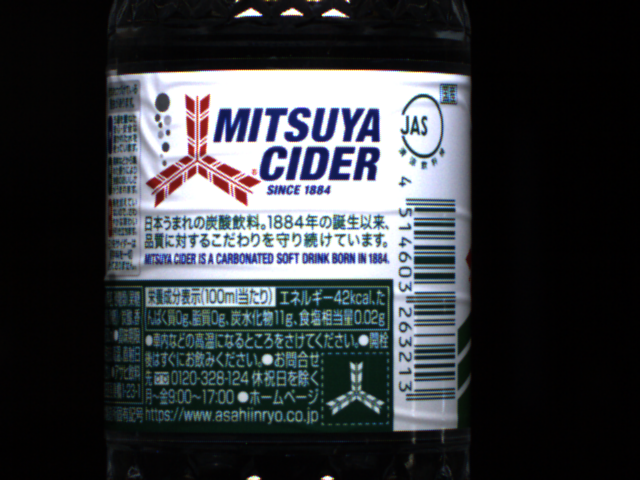 MITSUYA
CIDER
SINCE 1884
JAS
日本うまれの炭酸飲料。1884年の誕生以来、
品質に対するこだわりを守り続けています。
MITSUYA CIDER IS A CARBONATED SOFT DRINK BORN IN 1884.
栄養成分表示(100ml当たり) エネルギー42kcal、た
んぱく質0g、脂質0g、炭水化物11g、食塩相当量0.02g
●車内などの高温になるところをさけてください。●開栓
後はすぐにお飲みください。●お問合せ
先 0120-328-124 休祝日を除く
月〜金9:00〜17:00 ●ホームページ
https://www.asahiinryo.co.jp
4 514603 263213